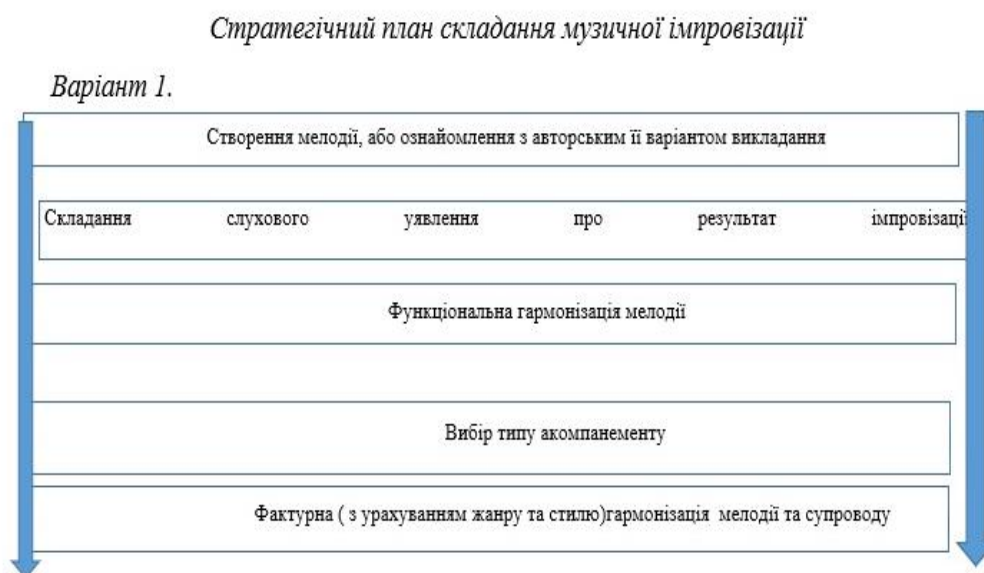 Стратегічний план складання музичної імпровізації
Варіант 1.
Створення мелодії, або ознайомлення з авторським її варіантом викладання
Складання слухового уявлення про результат імпровізації
Функціональна гармонізація мелодії
Вибір типу акомпанементу
Фактурна ( з урахуванням жанру та стилю)гармонізація мелодії та супроводу